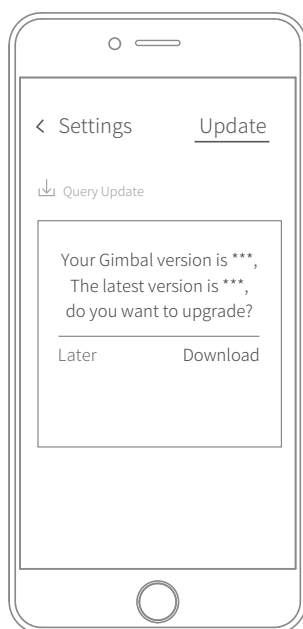 < Settings Update
Query Update
Your Gimbal version is ***,
The latest version is ***,
do you want to upgrade?
Later Download